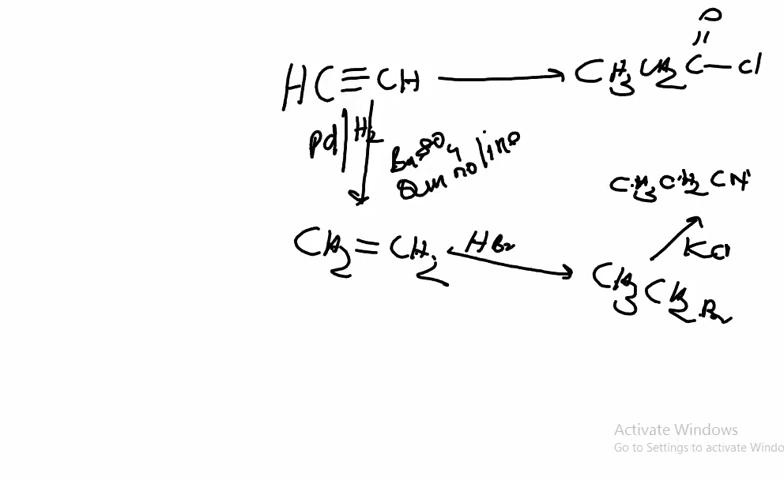 O
HC≡CH → CH3CH2C—Cl
Pd H2 BaSO4
Quinoline
CH3CH2CN
CH2=CH2 HBr
KCl
CH3CH2Br
Activate Windows
Go to Settings to activate Windo